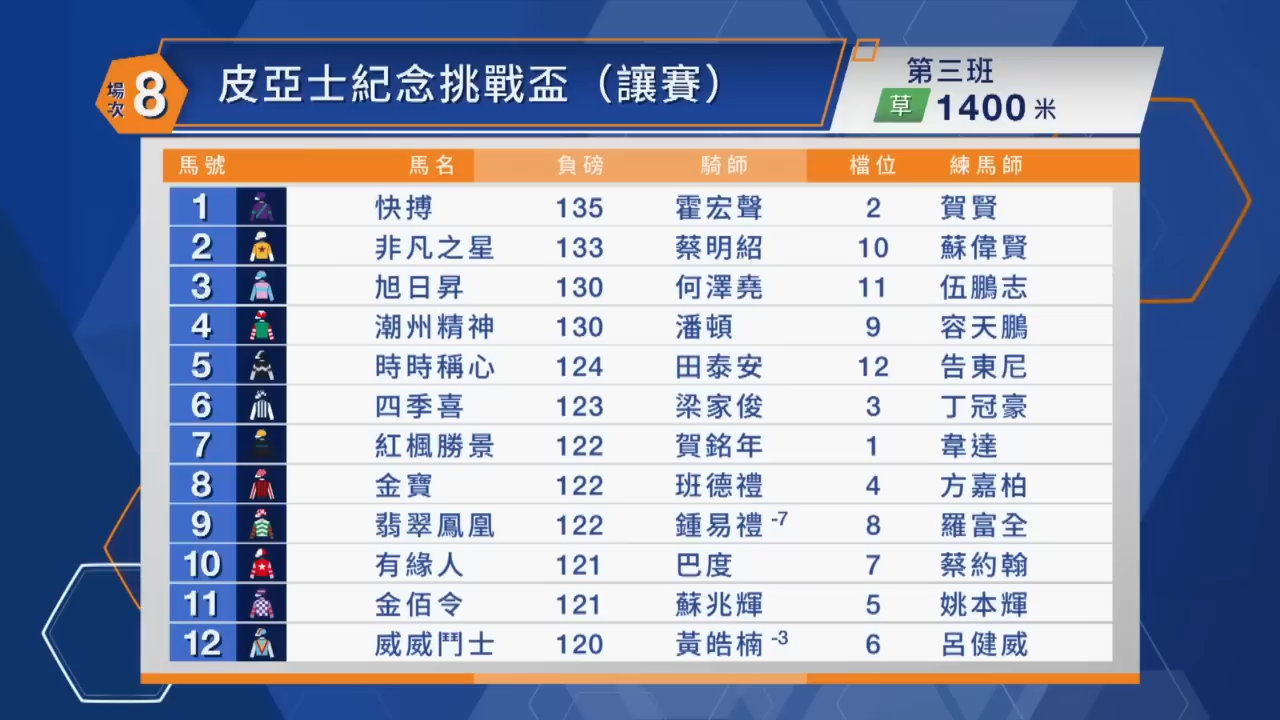 場次 8 皮亞士紀念挑戰盃（讓賽） 第三班
草 1400 米
馬號 馬名 負磅 騎師 檔位 練馬師
1 快搏 135 霍宏聲 2 賀賢
2 非凡之星 133 蔡明紹 10 蘇偉賢
3 旭日昇 130 何澤堯 11 伍鵬志
4 潮州精神 130 潘頓 9 容天鵬
5 時時稱心 124 田泰安 12 告東尼
6 四季喜 123 梁家俊 3 丁冠豪
7 紅楓勝景 122 賀銘年 1 韋達
8 金寶 122 班德禮 4 方嘉柏
9 翡翠鳳凰 122 鍾易禮 -7 8 羅富全
10 有緣人 121 巴度 7 蔡約翰
11 金佰令 121 蘇兆輝 5 姚本輝
12 威威鬥士 120 黃皓楠 -3 6 呂健威